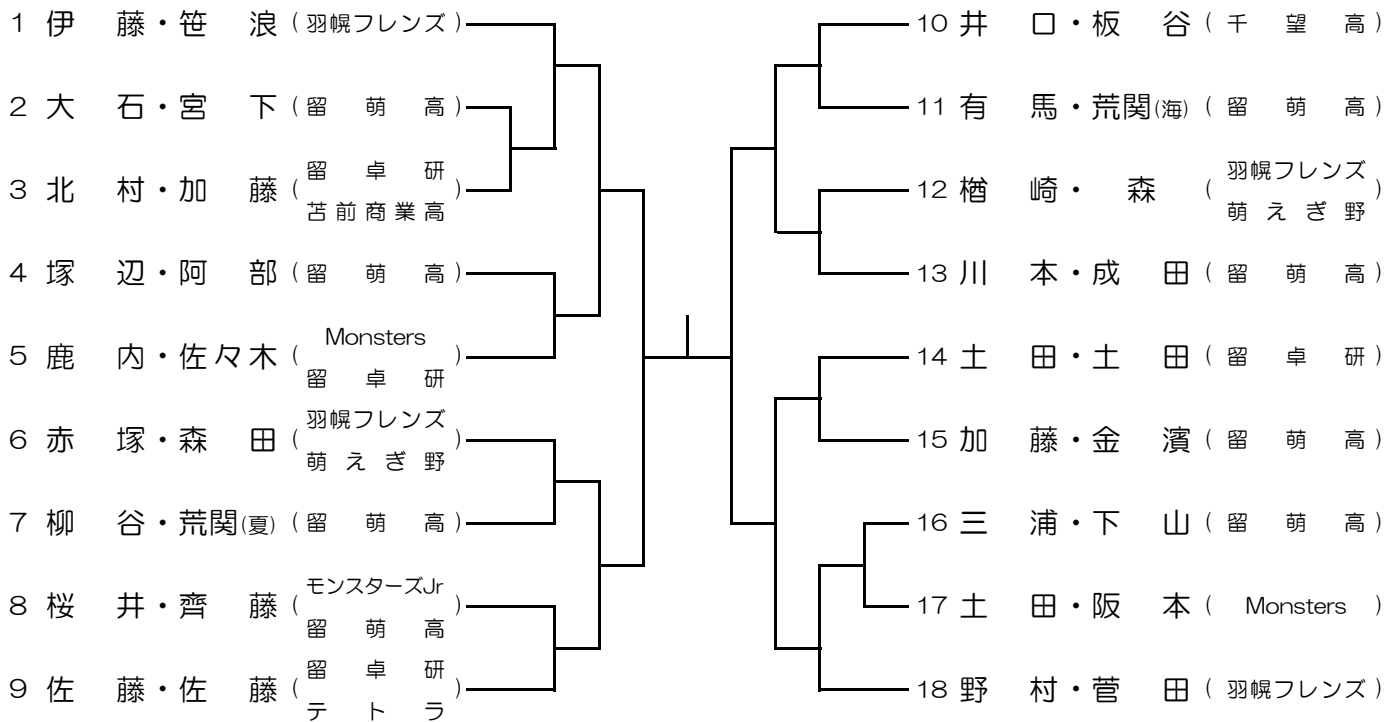 1 伊 藤・笹 浪 (羽幌フレンズ)
2 大 石・宮 下 (留 萌 高)
3 北 村・加 藤 (留 卓 研 苫前商業高)
4 塚 辺・阿 部 (留 萌 高)
5 鹿 内・佐々木 (Monsters 留 卓 研)
6 赤 塚・森 田 (羽幌フレンズ 萌えぎ野)
7 柳 谷・荒関(夏) (留 萌 高)
8 桜 井・齊 藤 (モンスターズJr 留 萌 高)
9 佐 藤・佐 藤 (留 卓 研 テ ト ラ)
10 井 口・板 谷 (千 望 高)
11 有 馬・荒関(海) (留 萌 高)
12 楢 崎・ 森 (羽幌フレンズ 萌えぎ野)
13 川 本・成 田 (留 萌 高)
14 土 田・土 田 (留 卓 研)
15 加 藤・金 濱 (留 萌 高)
16 三 浦・下 山 (留 萌 高)
17 土 田・阪 本 (Monsters)
18 野 村・菅 田 (羽幌フレンズ)